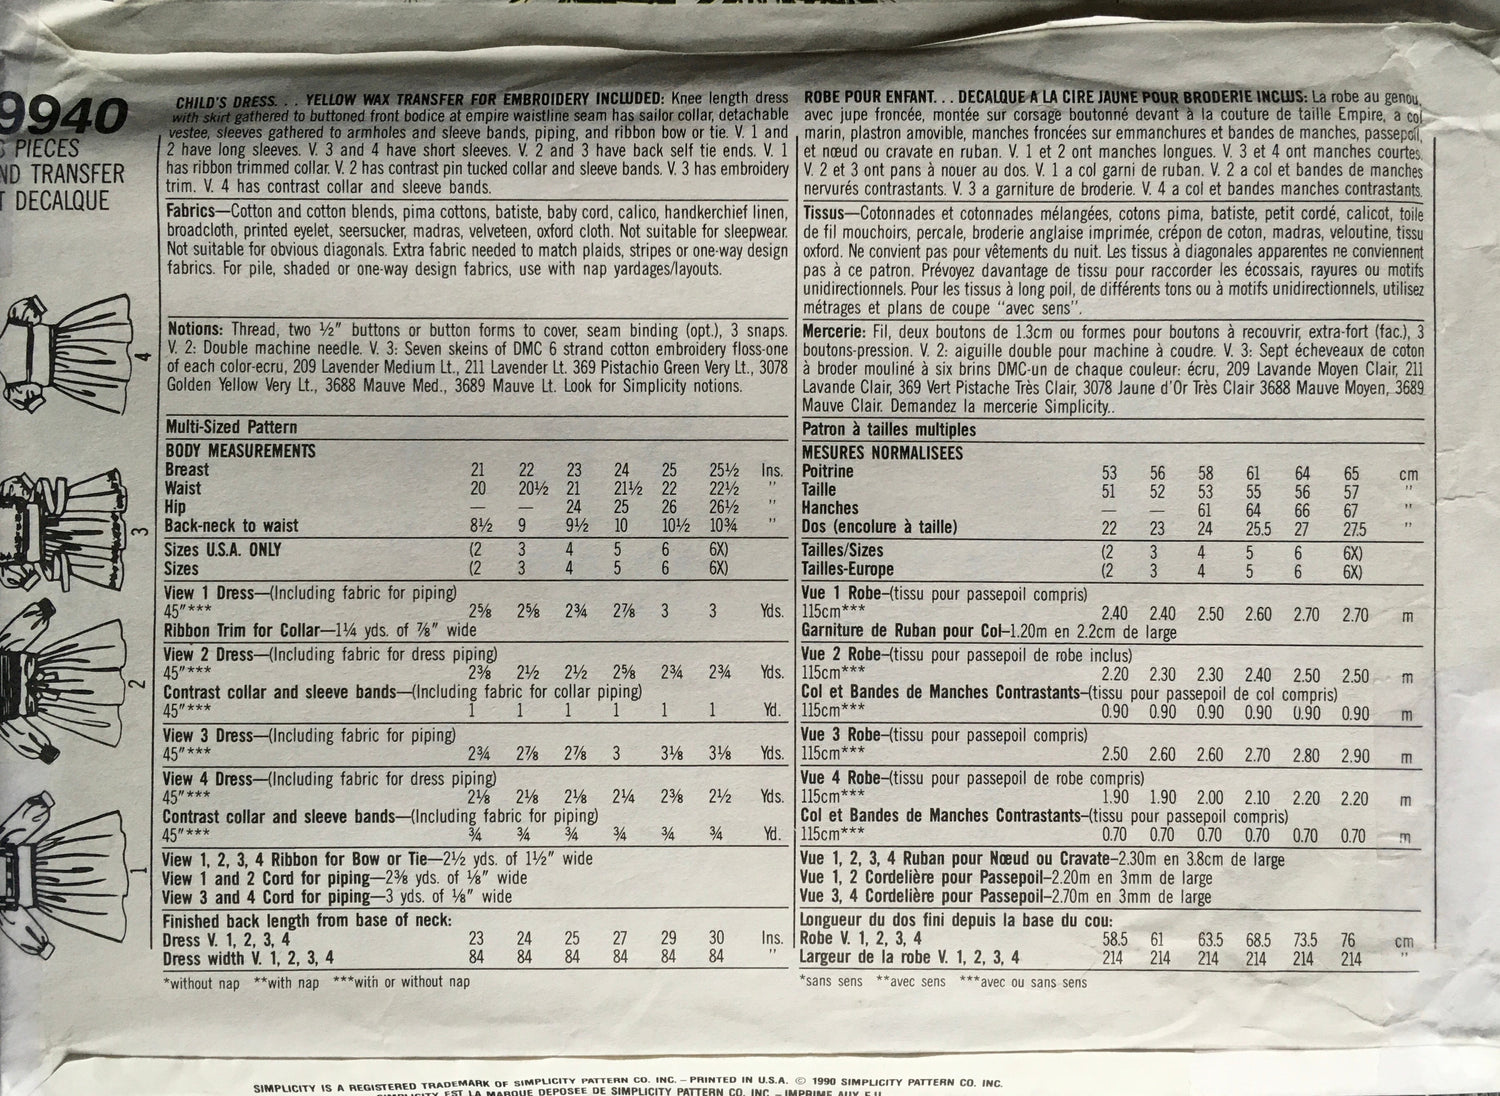 9940
PIECES
ND TRANSFER
T DECALQUE
4
3
2
1
CHILD'S DRESS. . . YELLOW WAX TRANSFER FOR EMBROIDERY INCLUDED: Knee length dress
with skirt gathered to buttoned front bodice at empire waistline seam has sailor collar, detachable
vestee, sleeves gathered to armholes and sleeve bands, piping, and ribbon bow or tie. V. 1 and
2 have long sleeves. V. 3 and 4 have short sleeves. V. 2 and 3 have back self tie ends. V. 1
has ribbon trimmed collar. V. 2 has contrast pin tucked collar and sleeve bands. V. 3 has embroidery
trim. V. 4 has contrast collar and sleeve bands.
Fabrics—Cotton and cotton blends, pima cottons, batiste, baby cord, calico, handkerchief linen,
broadcloth, printed eyelet, seersucker, madras, velveteen, oxford cloth. Not suitable for sleepwear.
Not suitable for obvious diagonals. Extra fabric needed to match plaids, stripes or one-way design
fabrics. For pile, shaded or one-way design fabrics, use with nap yardages/layouts.
Notions: Thread, two ½" buttons or button forms to cover, seam binding (opt.), 3 snaps.
V. 2: Double machine needle. V. 3: Seven skeins of DMC 6 strand cotton embroidery floss-one
of each color-ecru, 209 Lavender Medium Lt., 211 Lavender Lt. 369 Pistachio Green Very Lt., 3078
Golden Yellow Very Lt., 3688 Mauve Med., 3689 Mauve Lt. Look for Simplicity notions.
Multi-Sized Pattern
BODY MEASUREMENTS
Breast 21 22 23 24 25 25½ Ins.
Waist 20 20½ 21 21½ 22 22½ "
Hip — — 24 25 26 26½ "
Back-neck to waist 8½ 9 9½ 10 10½ 10¾ "
Sizes U.S.A. ONLY (2 3 4 5 6 6X)
Sizes (2 3 4 5 6 6X)
View 1 Dress—(Including fabric for piping)
45"*** 2⅝ 2⅝ 2¾ 2⅞ 3 3 Yds.
Ribbon Trim for Collar—1¼ yds. of ⅞" wide
View 2 Dress—(Including fabric for dress piping)
45"*** 2⅜ 2½ 2½ 2⅝ 2¾ 2¾ Yds.
Contrast collar and sleeve bands—(Including fabric for collar piping)
45"*** 1 1 1 1 1 1 Yd.
View 3 Dress—(Including fabric for piping)
45"*** 2¾ 2⅞ 2⅞ 3 3⅛ 3⅛ Yds.
View 4 Dress—(Including fabric for dress piping)
45"*** 2⅛ 2⅛ 2⅛ 2¼ 2⅜ 2½ Yds.
Contrast collar and sleeve bands—(Including fabric for piping)
45"*** ¾ ¾ ¾ ¾ ¾ ¾ Yd.
View 1, 2, 3, 4 Ribbon for Bow or Tie—2½ yds. of 1½" wide
View 1 and 2 Cord for piping—2⅜ yds. of ⅛" wide
View 3 and 4 Cord for piping—3 yds. of ⅛" wide
Finished back length from base of neck:
Dress V. 1, 2, 3, 4 23 24 25 27 29 30 Ins.
Dress width V. 1, 2, 3, 4 84 84 84 84 84 84 "
*without nap **with nap ***with or without nap
ROBE POUR ENFANT. . . DECALQUE A LA CIRE JAUNE POUR BRODERIE INCLUS: La robe au genou,
avec jupe froncée, montée sur corsage boutonné devant à la couture de taille Empire, a col
marin, plastron amovible, manches froncées sur emmanchures et bandes de manches, passepoil,
et nœud ou cravate en ruban. V. 1 et 2 ont manches longues. V. 3 et 4 ont manches courtes.
V. 2 et 3 ont pans à nouer au dos. V. 1 a col garni de ruban. V. 2 a col et bandes de manches
nervurés contrastants. V. 3 a garniture de broderie. V. 4 a col et bandes manches contrastants.
Tissus—Cotonnades et cotonnades mélangées, cotons pima, batiste, petit cordé, calicot, toile
de fil mouchoirs, percale, broderie anglaise imprimée, crépon de coton, madras, veloutine, tissu
oxford. Ne convient pas pour vêtements du nuit. Les tissus à diagonales apparentes ne conviennent
pas à ce patron. Prévoyez davantage de tissu pour raccorder les écossais, rayures ou motifs
unidirectionnels. Pour les tissus à long poil, de différents tons ou à motifs unidirectionnels, utilisez
métrages et plans de coupe "avec sens".
Mercerie: Fil, deux boutons de 1.3cm ou formes pour boutons à recouvrir, extra-fort (fac.), 3
boutons-pression. V. 2: aiguille double pour machine à coudre. V. 3: Sept écheveaux de coton
à broder mouliné à six brins DMC-un de chaque couleur: écru, 209 Lavande Moyen Clair, 211
Lavande Clair, 369 Vert Pistache Très Clair, 3078 Jaune d'Or Très Clair 3688 Mauve Moyen, 3689
Mauve Clair. Demandez la mercerie Simplicity..
Patron à tailles multiples
MESURES NORMALISEES
Poitrine 53 56 58 61 64 65 cm
Taille 51 52 53 55 56 57 "
Hanches — — 61 64 66 67 "
Dos (encolure à taille) 22 23 24 25.5 27 27.5 "
Tailles/Sizes (2 3 4 5 6 6X)
Tailles-Europe (2 3 4 5 6 6X)
Vue 1 Robe–(tissu pour passepoil compris)
115cm*** 2.40 2.40 2.50 2.60 2.70 2.70 m
Garniture de Ruban pour Col–1.20m en 2.2cm de large
Vue 2 Robe–(tissu pour passepoil de robe inclus)
115cm*** 2.20 2.30 2.30 2.40 2.50 2.50 m
Col et Bandes de Manches Contrastants–(tissu pour passepoil de col compris)
115cm*** 0.90 0.90 0.90 0.90 0.90 0.90 m
Vue 3 Robe–(tissu pour passepoil compris)
115cm*** 2.50 2.60 2.60 2.70 2.80 2.90 m
Vue 4 Robe–(tissu pour passepoil de robe compris)
115cm*** 1.90 1.90 2.00 2.10 2.20 2.20 m
Col et Bandes de Manches Contrastants–(tissu pour passepoil compris)
115cm*** 0.70 0.70 0.70 0.70 0.70 0.70 m
Vue 1, 2, 3, 4 Ruban pour Nœud ou Cravate–2.30m en 3.8cm de large
Vue 1, 2 Cordelière pour Passepoil–2.20m en 3mm de large
Vue 3, 4 Cordelière pour Passepoil–2.70m en 3mm de large
Longueur du dos fini depuis la base du cou:
Robe V. 1, 2, 3, 4 58.5 61 63.5 68.5 73.5 76 cm
Largeur de la robe V. 1, 2, 3, 4 214 214 214 214 214 214 "
*sans sens **avec sens ***avec ou sans sens
SIMPLICITY IS A REGISTERED TRADEMARK OF SIMPLICITY PATTERN CO. INC. – PRINTED IN U.S.A. © 1990 SIMPLICITY PATTERN CO. INC.
EST LA MARQUE DEPOSEE DE SIMPLICITY PATTERN CO. INC. – IMPRIME AUX E.U.